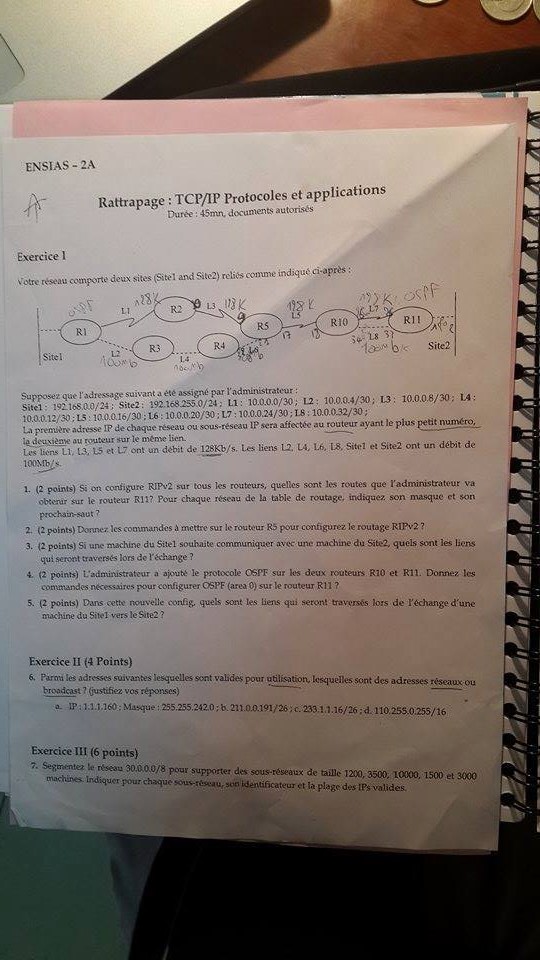 ENSIAS – 2A
Rattrapage : TCP/IP Protocoles et applications
Durée : 45mn, documents autorisés
Exercice I
Votre réseau comporte deux sites (Site1 and Site2) reliés comme indiqué ci-après :
OSPF 128K 128K 128K 128K OSPF
L1 L3 L5 L7
R1 R2 R5 R10 R11
R3 R4
17 18
L2 L4 L6 L8
100Mb 100Mb 100Mb/s
Site1 Site2
Supposez que l'adressage suivant a été assigné par l'administrateur :
Site1 : 192.168.0.0/24 ; Site2 : 192.168.255.0/24 ; L1 : 10.0.0.0/30 ; L2 : 10.0.0.4/30 ; L3 : 10.0.0.8/30 ; L4 :
10.0.0.12/30 ; L5 : 10.0.0.16/30 ; L6 : 10.0.0.20/30 ; L7 : 10.0.0.24/30 ; L8 : 10.0.0.32/30 ;
La première adresse IP de chaque réseau ou sous-réseau IP sera affectée au router ayant le plus petit numéro,
la deuxième au routeur sur le même lien.
Les liens L1, L3, L5 et L7 ont un débit de 128Kb/s. Les liens L2, L4, L6, L8, Site1 et Site2 ont un débit de
100Mb/s.
1. (2 points) Si on configure RIPv2 sur tous les routeurs, quelles sont les routes que l'administrateur va
obtenir sur le routeur R11? Pour chaque réseau de la table de routage, indiquez son masque et son
prochain-saut ?
2. (2 points) Donnez les commandes à mettre sur le routeur R5 pour configurez le routage RIPv2 ?
3. (2 points) Si une machine du Site1 souhaite communiquer avec une machine du Site2, quels sont les liens
qui seront traversés lors de l'échange ?
4. (2 points) L'administrateur a ajouté le protocole OSPF sur les deux routeurs R10 et R11. Donnez les
commandes nécessaires pour configurer OSPF (area 0) sur le routeur R11 ?
5. (2 points) Dans cette nouvelle config, quels sont les liens qui seront traversés lors de l'échange d'une
machine du Site1 vers le Site2 ?
Exercice II (4 Points)
6. Parmi les adresses suivantes lesquelles sont valides pour utilisation, lesquelles sont des adresses réseaux ou
broadcast ? (justifiez vos réponses)
a. IP : 1.1.1.160 ; Masque : 255.255.242.0 ; b. 211.0.0.191/26 ; c. 233.1.1.16/26 ; d. 110.255.0.255/16
Exercice III (6 points)
7. Segmentez le réseau 30.0.0.0/8 pour supporter des sous-réseaux de taille 1200, 3500, 10000, 1500 et 3000
machines. Indiquer pour chaque sous-réseau, son identificateur et la plage des IPs valides.